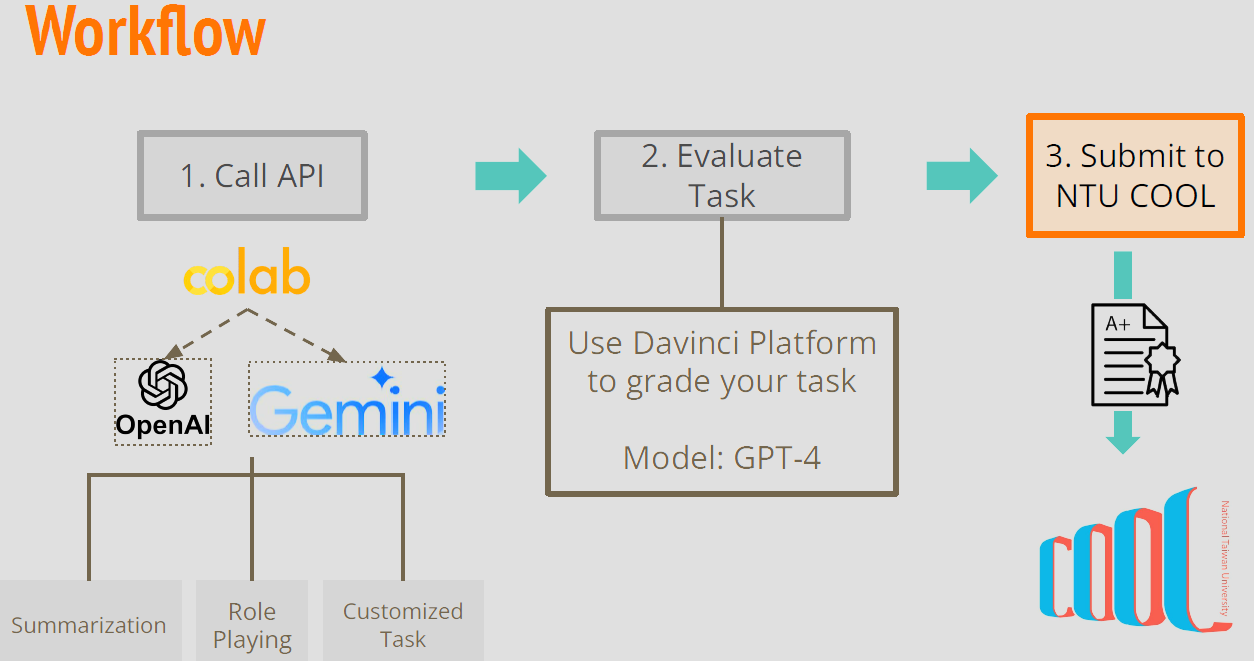 Workflow
1. Call API
2. Evaluate
Task
3. Submit to
NTU COOL
colab
OpenAI
Gemini
Use Davinci Platform
to grade your task
Model: GPT-4
A+
Summarization
Role
Playing
Customized
Task
COOL
National Taiwan University